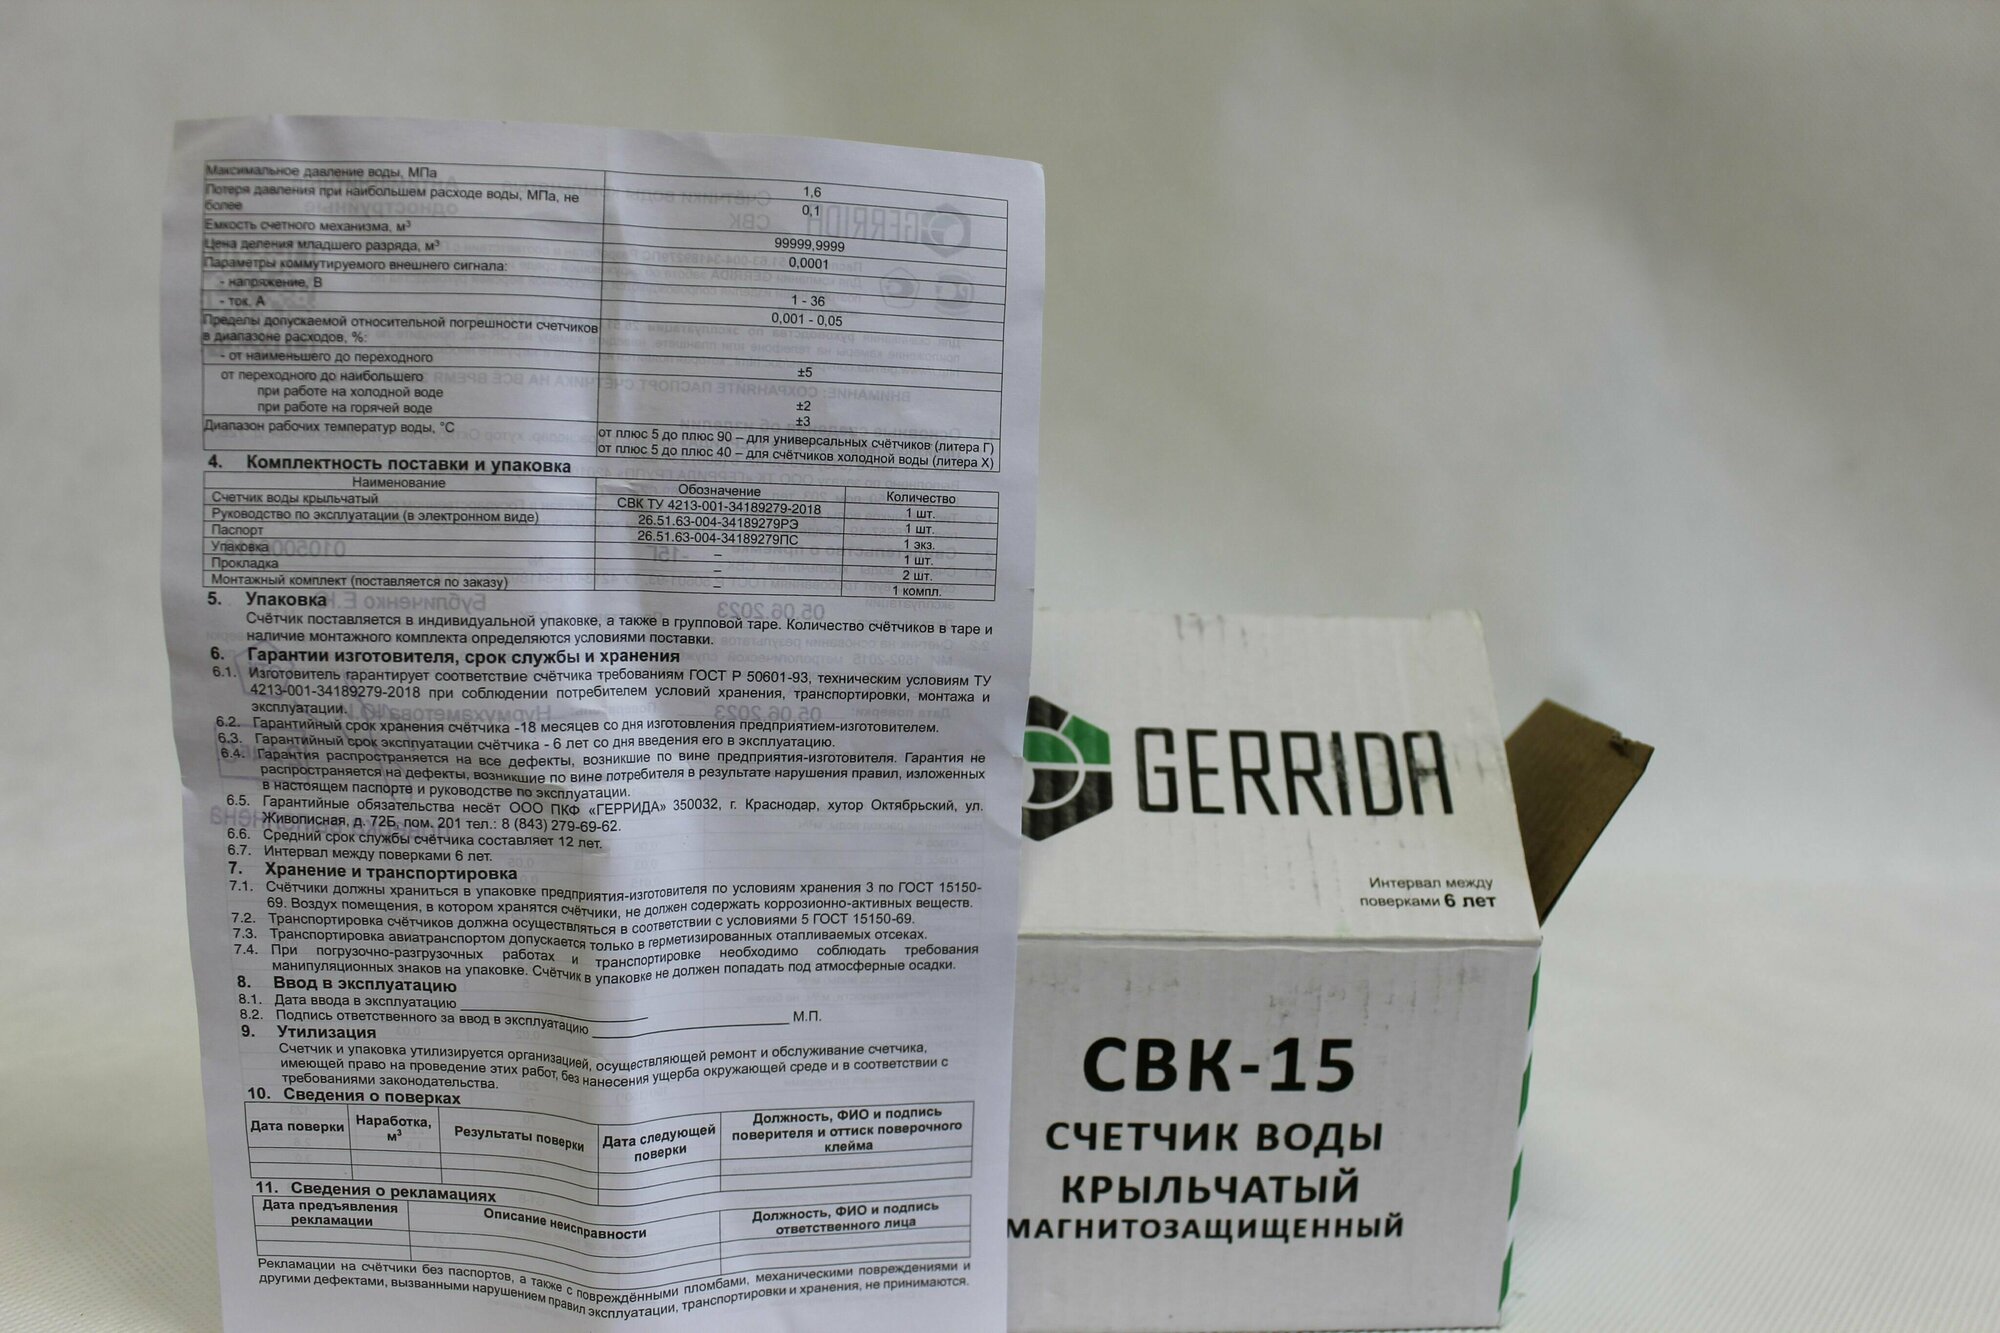 Максимальное давление воды, МПа 1,6
Потеря давления при наибольшем расходе воды, МПа, не
более 0,1
Емкость счетного механизма, м³ 99999,9999
Цена деления младшего разряда, м³ 0,0001
Параметры коммутируемого внешнего сигнала:
- напряжение, В 1 - 36
- ток, А 0,001 - 0,05
Пределы допускаемой относительной погрешности счетчиков
в диапазоне расходов, %:
- от наименьшего до переходного ±5
от переходного до наибольшего
при работе на холодной воде ±2
при работе на горячей воде ±3
Диапазон рабочих температур воды, °С от плюс 5 до плюс 90 – для универсальных счётчиков (литера Г)
от плюс 5 до плюс 40 – для счётчиков холодной воды (литера Х)
4. Комплектность поставки и упаковка
Наименование Обозначение Количество
Счетчик воды крыльчатый СВК ТУ 4213-001-34189279-2018 1 шт.
Руководство по эксплуатации (в электронном виде) 26.51.63-004-34189279РЭ 1 шт.
Паспорт 26.51.63-004-34189279ПС 1 экз.
Упаковка – 1 шт.
Прокладка – 2 шт.
Монтажный комплект (поставляется по заказу) – 1 компл.
5. Упаковка
Счётчик поставляется в индивидуальной упаковке, а также в групповой таре. Количество счётчиков в таре и
наличие монтажного комплекта определяются условиями поставки.
6. Гарантии изготовителя, срок службы и хранения
6.1. Изготовитель гарантирует соответствие счётчика требованиям ГОСТ Р 50601-93, техническим условиям ТУ
4213-001-34189279-2018 при соблюдении потребителем условий хранения, транспортировки, монтажа и
эксплуатации.
6.2. Гарантийный срок хранения счётчика -18 месяцев со дня изготовления предприятием-изготовителем.
6.3. Гарантийный срок эксплуатации счётчика - 6 лет со дня введения его в эксплуатацию.
6.4. Гарантия распространяется на все дефекты, возникшие по вине предприятия-изготовителя. Гарантия не
распространяется на дефекты, возникшие по вине потребителя в результате нарушения правил, изложенных
в настоящем паспорте и руководстве по эксплуатации.
6.5. Гарантийные обязательства несёт ООО ПКФ «ГЕРРИДА» 350032, г. Краснодар, хутор Октябрьский, ул.
Живописная, д. 72Б, пом. 201 тел.: 8 (843) 279-69-62.
6.6. Средний срок службы счётчика составляет 12 лет.
6.7. Интервал между поверками 6 лет.
7. Хранение и транспортировка
7.1. Счётчики должны храниться в упаковке предприятия-изготовителя по условиям хранения 3 по ГОСТ 15150-
69. Воздух помещения, в котором хранятся счётчики, не должен содержать коррозионно-активных веществ.
7.2. Транспортировка счётчиков должна осуществляться в соответствии с условиями 5 ГОСТ 15150-69.
7.3. Транспортировка авиатранспортом допускается только в герметизированных отапливаемых отсеках.
7.4. При погрузочно-разгрузочных работах и транспортировке необходимо соблюдать требования
манипуляционных знаков на упаковке. Счётчик в упаковке не должен попадать под атмосферные осадки.
8. Ввод в эксплуатацию
8.1. Дата ввода в эксплуатацию
8.2. Подпись ответственного за ввод в эксплуатацию М.П.
9. Утилизация
Счетчик и упаковка утилизируется организацией, осуществляющей ремонт и обслуживание счетчика,
имеющей право на проведение этих работ, без нанесения ущерба окружающей среде и в соответствии с
требованиями законодательства.
10. Сведения о поверках
Дата поверки Наработка, м³ Результаты поверки Дата следующей поверки Должность, ФИО и подпись поверителя и оттиск поверочного клейма
11. Сведения о рекламациях
Дата предъявления рекламации Описание неисправности Должность, ФИО и подпись ответственного лица
Рекламации на счётчики без паспортов, а также с повреждёнными пломбами, механическими повреждениями и
другими дефектами, вызванными нарушением правил эксплуатации, транспортировки и хранения, не принимаются.
GERRIDA
Интервал между
поверками 6 лет
СВК-15
СЧЕТЧИК ВОДЫ
КРЫЛЬЧАТЫЙ
МАГНИТОЗАЩИЩЕННЫЙ